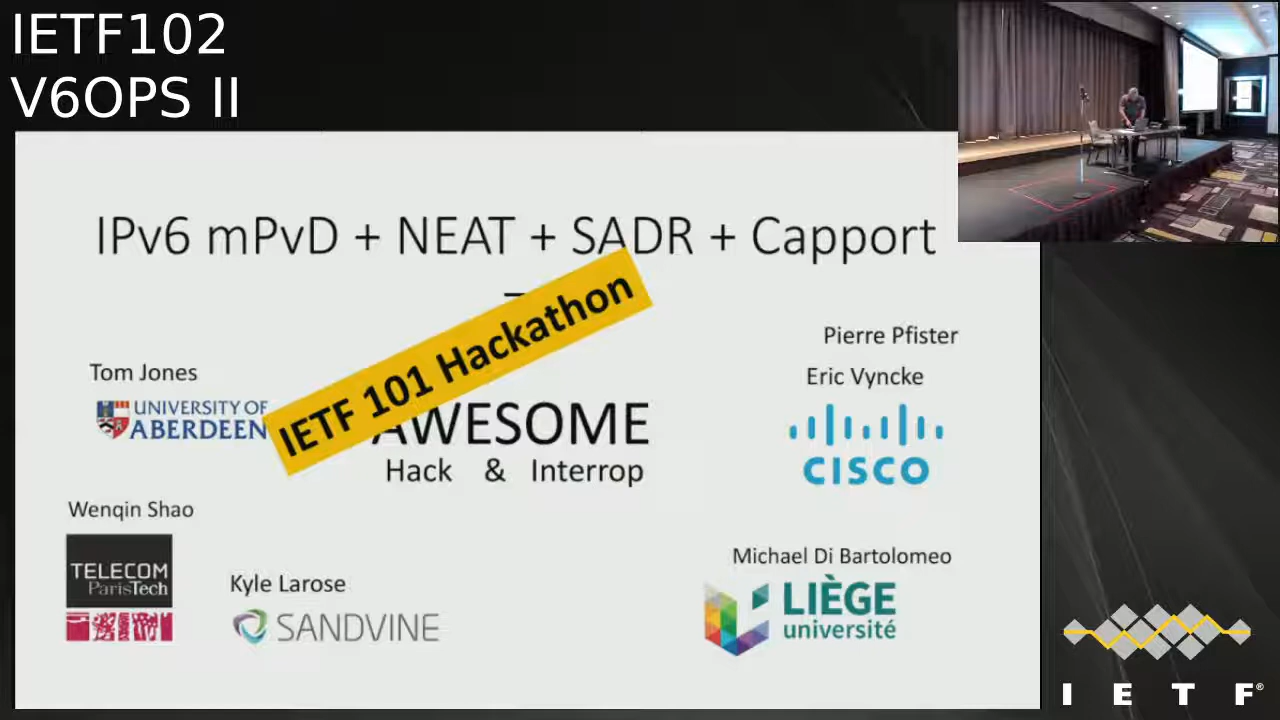 IETF102
V6OPS II
IPv6 mPvD + NEAT + SADR + Capport
=
IETF 101 Hackathon
Pierre Pfister
Eric Vyncke
CISCO
Tom Jones
UNIVERSITY OF
ABERDEEN
AWESOME
Hack & Interrop
Wenqin Shao
TELECOM
ParisTech
Kyle Larose
SANDVINE
Michael Di Bartolomeo
LIÈGE
université
I E T F®